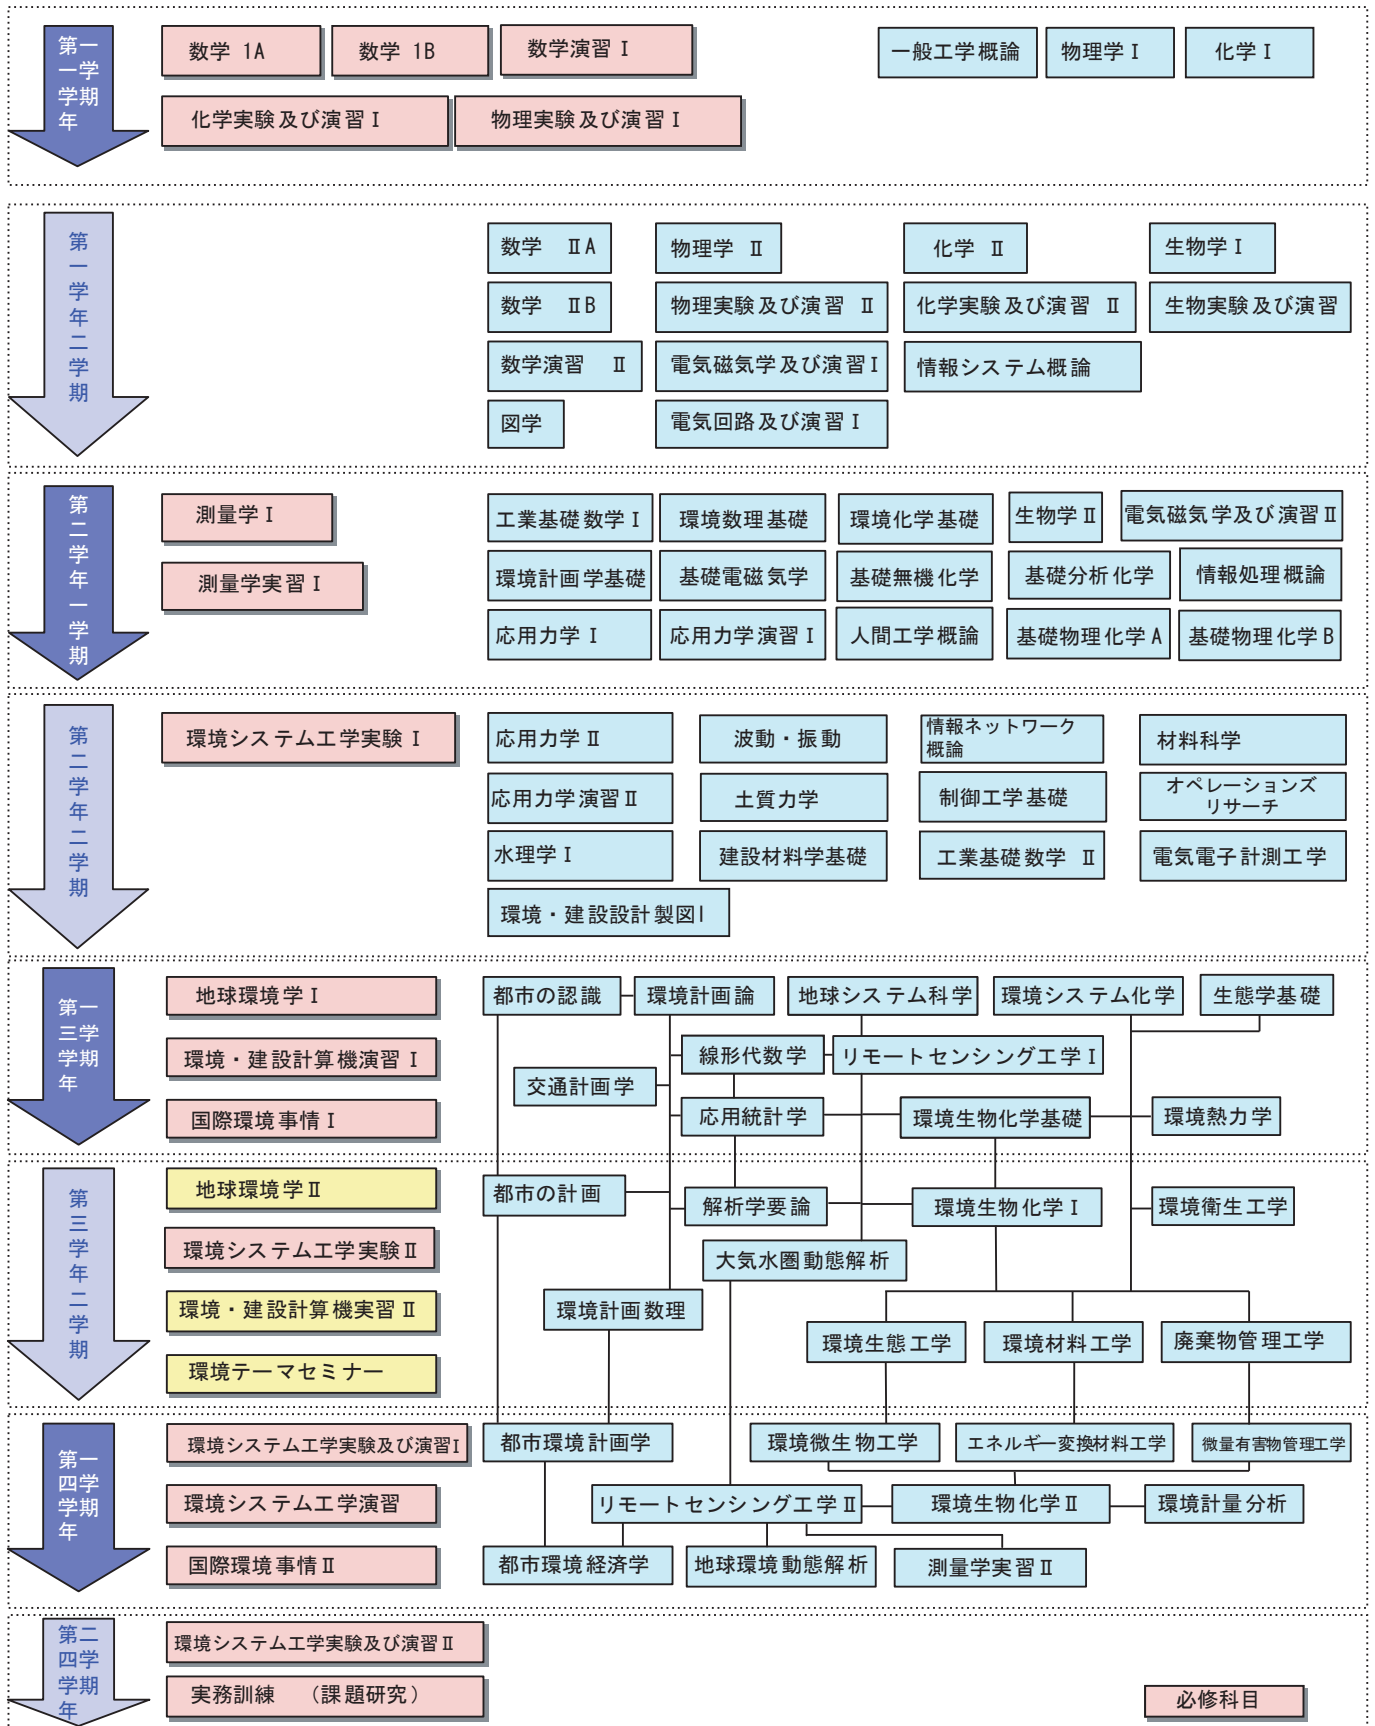 第一学年
一学期
数学 1A
数学 1B
数学演習 I
一般工学概論
物理学 I
化学 I
化学実験及び演習 I
物理実験及び演習 I
第一学年二学期
数学 ⅡA
物理学 Ⅱ
化学 Ⅱ
生物学 I
数学 ⅡB
物理実験及び演習 Ⅱ
化学実験及び演習 Ⅱ
生物実験及び演習
数学演習 Ⅱ
電気磁気学及び演習 I
情報システム概論
図学
電気回路及び演習 I
第二学年一学期
測量学 I
工業基礎数学 I
環境数理基礎
環境化学基礎
生物学 Ⅱ
電気磁気学及び演習 Ⅱ
測量学実習 I
環境計画学基礎
基礎電磁気学
基礎無機化学
基礎分析化学
情報処理概論
応用力学 I
応用力学演習 I
人間工学概論
基礎物理化学 A
基礎物理化学 B
第二学年二学期
環境システム工学実験 I
応用力学 Ⅱ
波動・振動
情報ネットワーク
概論
材料科学
応用力学演習 Ⅱ
土質力学
制御工学基礎
オペレーションズ
リサーチ
水理学 I
建設材料学基礎
工業基礎数学 Ⅱ
電気電子計測工学
環境・建設設計製図I
第三学年
一学期
地球環境学 I
都市の認識
環境計画論
地球システム科学
環境システム化学
生態学基礎
環境・建設計算機演習 I
線形代数学
リモートセンシング工学 I
交通計画学
国際環境事情 I
応用統計学
環境生物化学基礎
環境熱力学
第三学年二学期
地球環境学 Ⅱ
都市の計画
解析学要論
環境生物化学 I
環境衛生工学
環境システム工学実験 Ⅱ
大気水圏動態解析
環境・建設計算機実習 Ⅱ
環境計画数理
環境生態工学
環境材料工学
廃棄物管理工学
環境テーマセミナー
第四学年
一学期
環境システム工学実験及び演習I
都市環境計画学
環境微生物工学
エネルギー変換材料工学
微量有害物管理工学
環境システム工学演習
リモートセンシング工学 Ⅱ
環境生物化学 Ⅱ
環境計量分析
国際環境事情 Ⅱ
都市環境経済学
地球環境動態解析
測量学実習 Ⅱ
第四学年
二学期
環境システム工学実験及び演習 Ⅱ
実務訓練 （課題研究）
必修科目